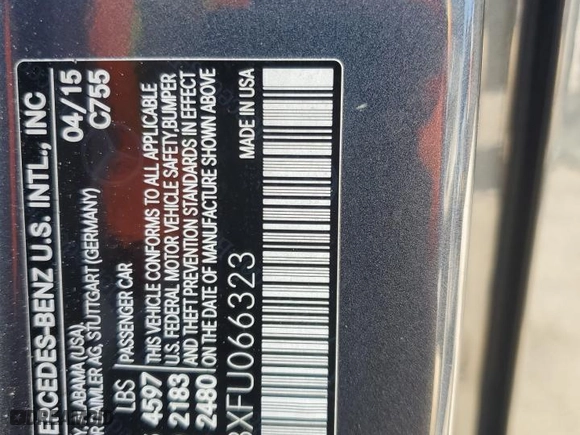 ERCEDES-BENZ U.S. INTL., INC
04/15
C755
ALABAMA (USA)
DAIMLER AG, STUTTGART (GERMANY)
LBS
PASSENGER CAR
4597
THIS VEHICLE CONFORMS TO ALL APPLICABLE
2183
U.S. FEDERAL MOTOR VEHICLE SAFETY, BUMPER
2480
AND THEFT PREVENTION STANDARDS IN EFFECT
ON THE DATE OF MANUFACTURE SHOWN ABOVE
XFU066323
MADE IN USA